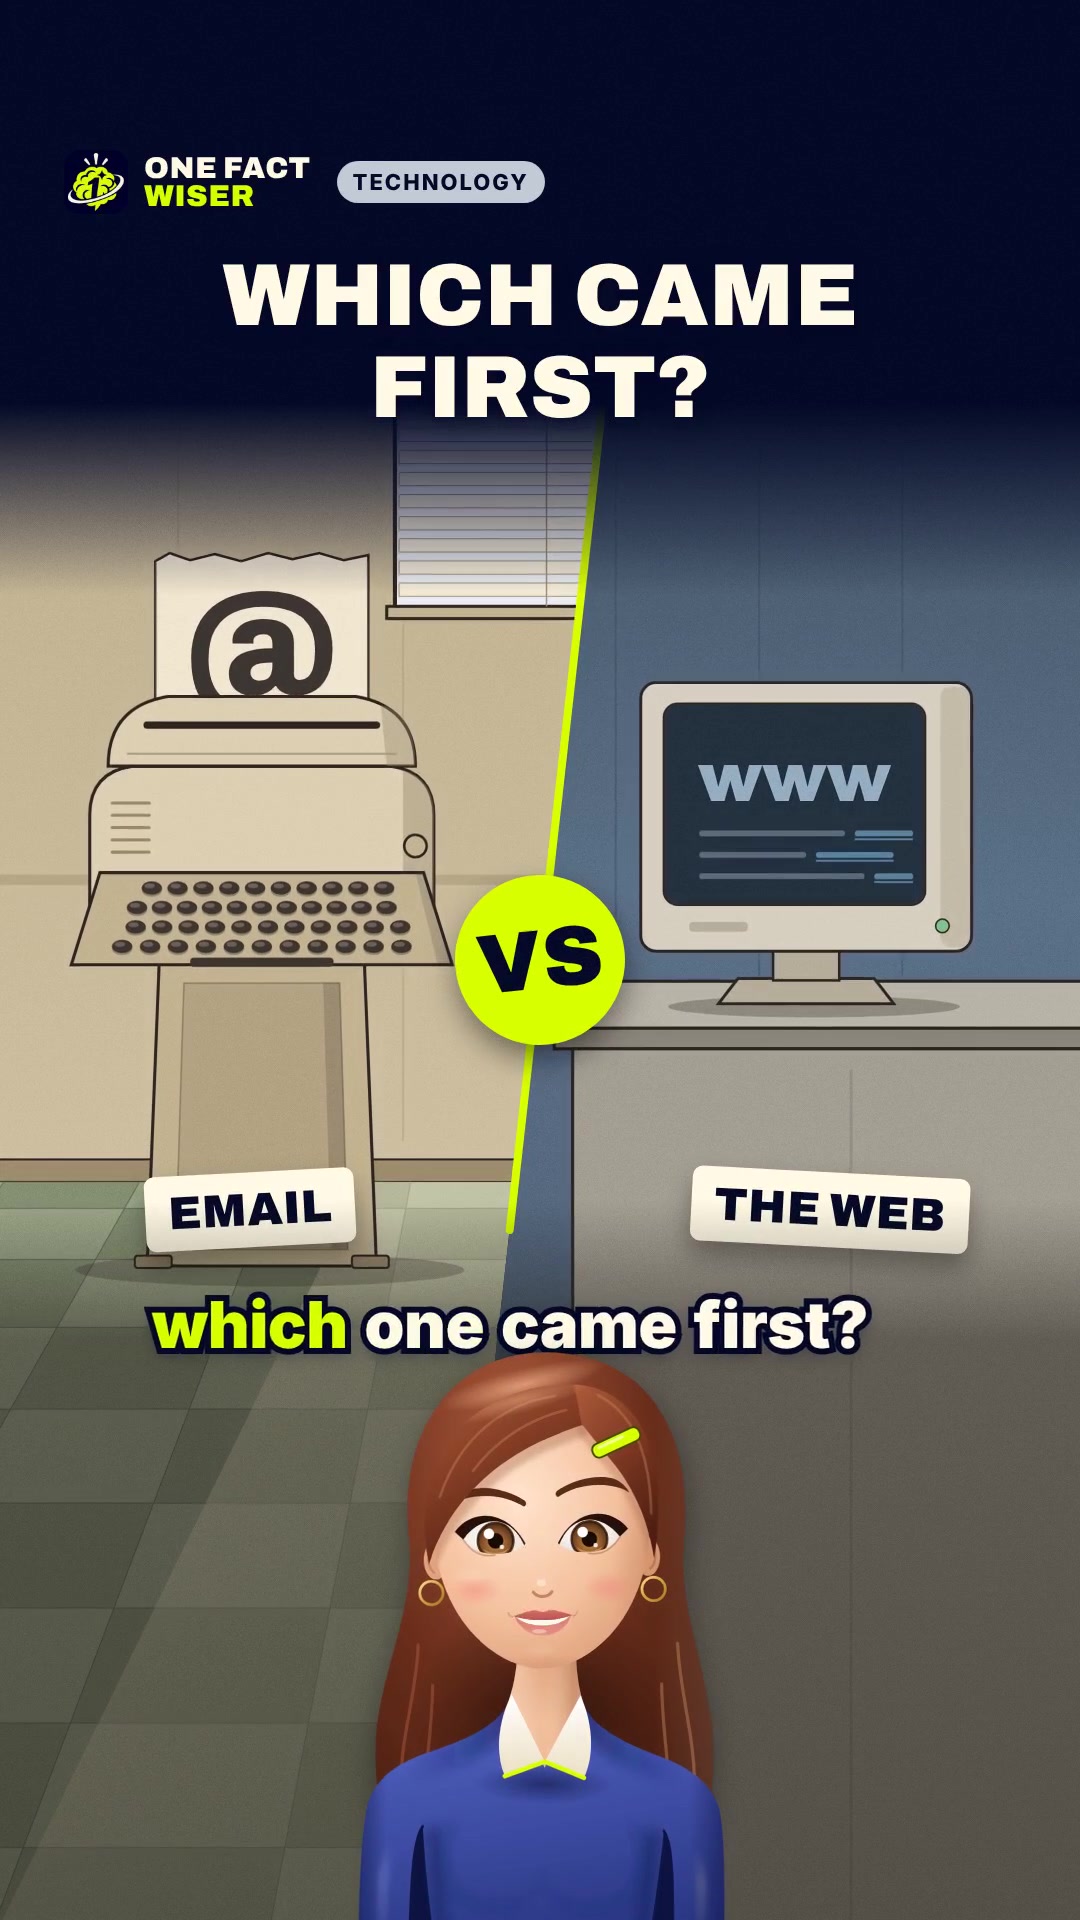 ONE FACT
WISER
TECHNOLOGY
WHICH CAME
FIRST?
@
www
VS
EMAIL
THE WEB
which one came first?